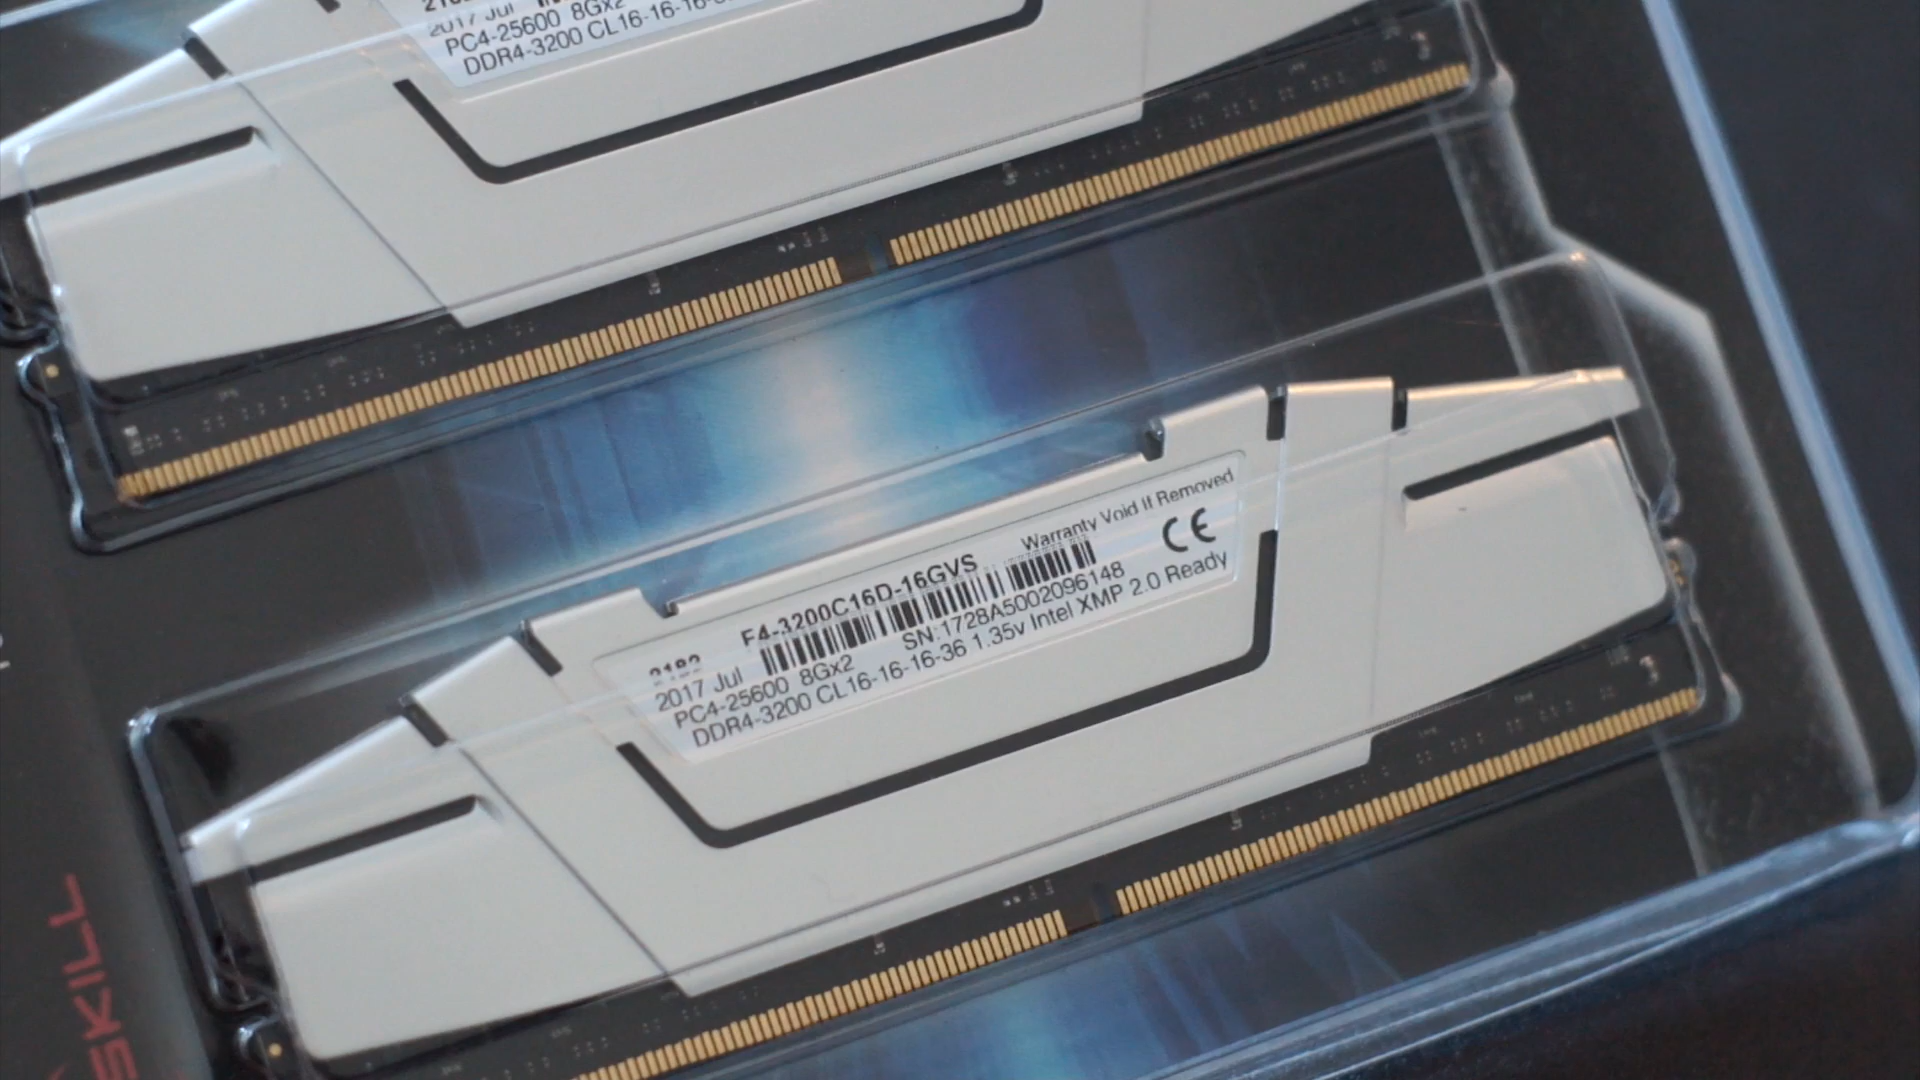 2017 Jul
PC4-25600 8Gx2
DDR4-3200 CL16-16-16-
F4-3200C16D-16GVS
Warranty Void If Removed
2182
2017 Jul
SN:1728A5002096148
CE
PC4-25600 8Gx2
DDR4-3200 CL16-16-16-36 1.35v Intel XMP 2.0 Ready
SKILL